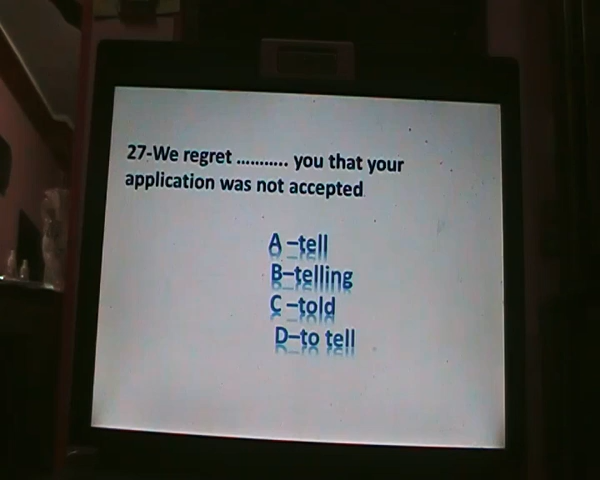 27-We regret ........... you that your
application was not accepted.
A –tell
B–telling
C –told
D–to tell